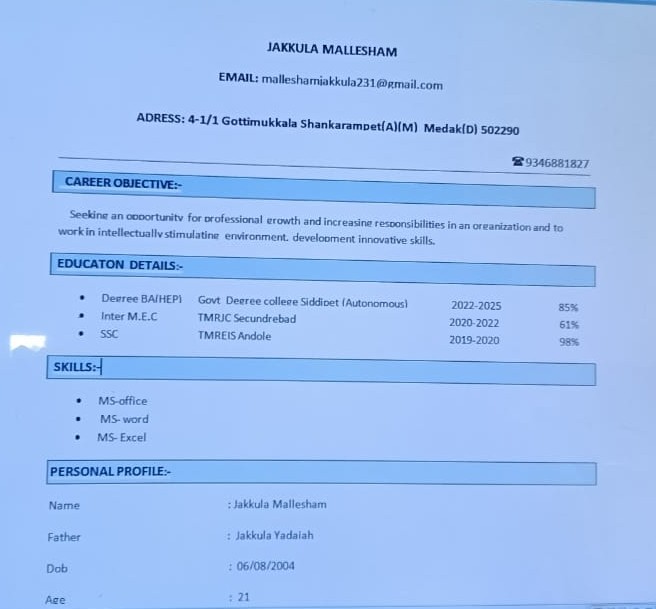 JAKKULA MALLESHAM
EMAIL: malleshamjakkula231@gmail.com
ADRESS: 4-1/1 Gottimukkala Shankarampet(A)(M) Medak(D) 502290
☎9346881827
CAREER OBJECTIVE:-
Seeking an opportunity for professional growth and increasing responsibilities in an organization and to
work in intellectually stimulating environment. development innovative skills.
EDUCATON DETAILS:-
• Degree BA(HEP) Govt Degree college Siddipet (Autonomous) 2022-2025 85%
• Inter M.E.C TMRJC Secundrebad 2020-2022 61%
• SSC TMREIS Andole 2019-2020 98%
SKILLS:-
• MS-office
• MS- word
• MS- Excel
PERSONAL PROFILE:-
Name : Jakkula Mallesham
Father : Jakkula Yadaiah
Dob : 06/08/2004
Age : 21